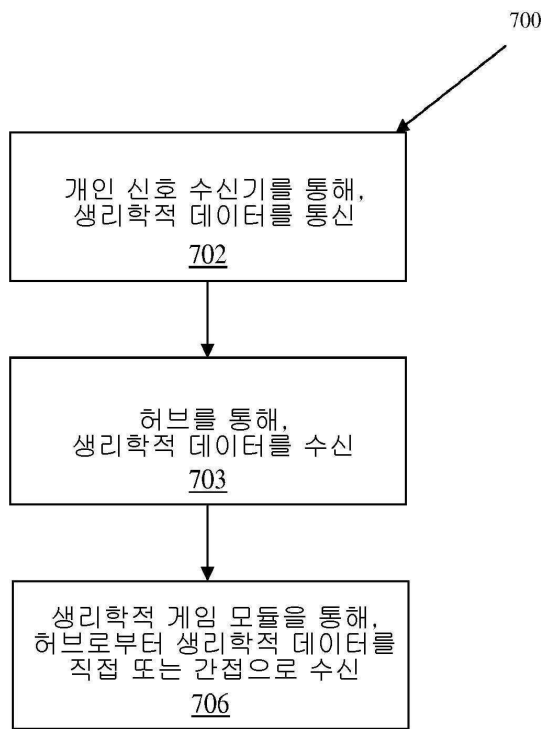 700
개인 신호 수신기를 통해,
생리학적 데이터를 통신
702
허브를 통해,
생리학적 데이터를 수신
703
생리학적 게임 모듈을 통해,
허브로부터 생리학적 데이터를
직접 또는 간접으로 수신
706